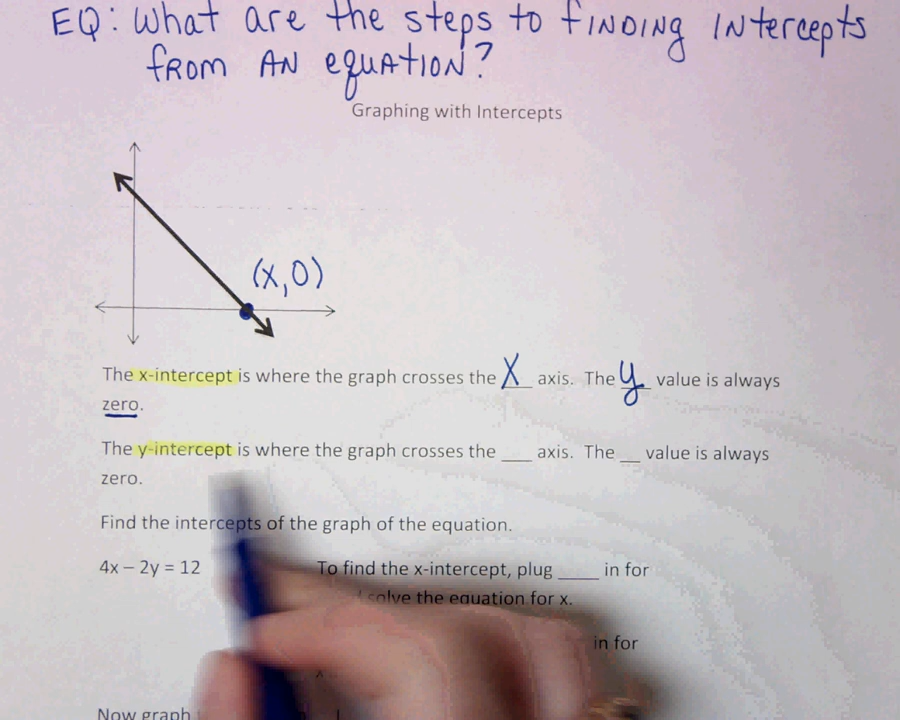 EQ: What are the steps to finding intercepts
from an equation?
Graphing with Intercepts
(x,0)
The x-intercept is where the graph crosses the X axis. The y value is always
zero.
The y-intercept is where the graph crosses the ___ axis. The __ value is always
zero.
Find the intercepts of the graph of the equation.
4x – 2y = 12 To find the x-intercept, plug ____ in for
solve the equation for x.
in for
Now graph